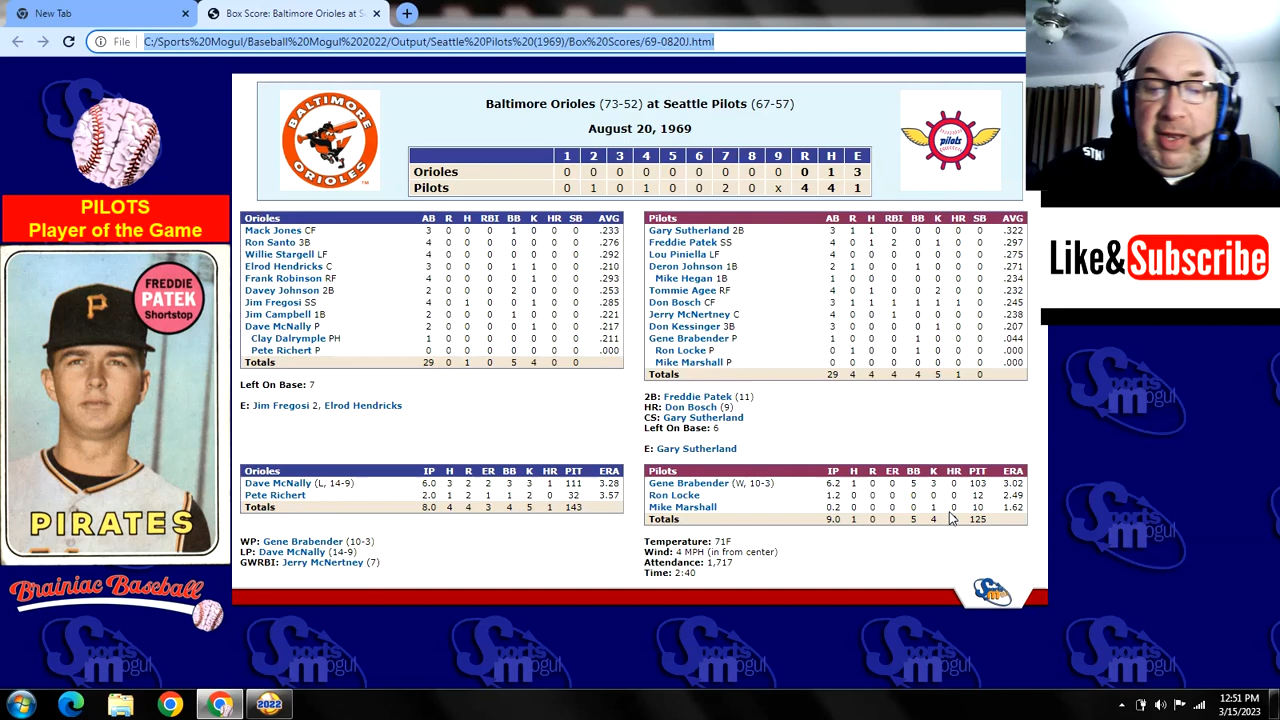 New Tab
Box Score: Baltimore Orioles at S
File
C:/Sports%20Mogul/Baseball%20Mogul%202022/Output/Seattle%20Pilots%20(1969)/Box%20Scores/69-0820J.html
PILOTS
Player of the Game
FREDDIE
PATEK
Shortstop
P
PIRATES
Brainiac Baseball
BALTIMORE
ORIOLES
Baltimore Orioles (73-52) at Seattle Pilots (67-57)
August 20, 1969
pilots
1 2 3 4 5 6 7 8 9 R H E
Orioles 0 0 0 0 0 0 0 0 0 0 1 3
Pilots 0 1 0 1 0 0 2 0 x 4 4 1
Orioles AB R H RBI BB K HR SB AVG
Mack Jones CF 3 0 0 0 1 0 0 0 .233
Ron Santo 3B 4 0 0 0 0 0 0 0 .276
Willie Stargell LF 4 0 0 0 0 0 0 0 .292
Elrod Hendricks C 3 0 0 0 1 1 0 0 .210
Frank Robinson RF 4 0 0 0 0 1 0 0 .293
Davey Johnson 2B 2 0 0 0 2 0 0 0 .253
Jim Fregosi SS 4 0 1 0 0 1 0 0 .285
Jim Campbell 1B 2 0 0 0 1 0 0 0 .221
Dave McNally P 2 0 0 0 0 1 0 0 .217
Clay Dalrymple PH 1 0 0 0 0 0 0 0 .211
Pete Richert P 0 0 0 0 0 0 0 0 .000
Totals 29 0 1 0 5 4 0 0
Left On Base: 7
E: Jim Fregosi 2, Elrod Hendricks
Pilots AB R H RBI BB K HR SB AVG
Gary Sutherland 2B 3 1 1 0 0 0 0 0 .322
Freddie Patek SS 4 0 1 2 0 0 0 0 .297
Lou Piniella LF 4 0 0 0 0 1 0 0 .275
Deron Johnson 1B 2 1 0 0 1 0 0 0 .271
Mike Hegan 1B 1 0 0 0 0 0 0 0 .234
Tommie Agee RF 4 0 1 0 0 2 0 0 .232
Don Bosch CF 3 1 1 1 1 1 1 0 .245
Jerry McNertney C 4 0 0 1 0 0 0 0 .238
Don Kessinger 3B 3 0 0 0 0 1 0 0 .207
Gene Brabender P 1 0 0 0 1 0 0 0 .044
Ron Locke P 0 1 0 0 1 0 0 0 .000
Mike Marshall P 0 0 0 0 0 0 0 0 .000
Totals 29 4 4 4 4 5 1 0
2B: Freddie Patek (11)
HR: Don Bosch (9)
CS: Gary Sutherland
Left On Base: 6
E: Gary Sutherland
Orioles IP H R ER BB K HR PIT ERA
Dave McNally (L, 14-9) 6.0 3 2 2 3 3 1 111 3.28
Pete Richert 2.0 1 2 1 1 2 0 32 3.57
Totals 8.0 4 4 3 4 5 1 143
WP: Gene Brabender (10-3)
LP: Dave McNally (14-9)
GWRBI: Jerry McNertney (7)
Pilots IP H R ER BB K HR PIT ERA
Gene Brabender (W, 10-3) 6.2 1 0 0 5 3 0 103 3.02
Ron Locke 1.2 0 0 0 0 0 0 12 2.49
Mike Marshall 0.2 0 0 0 0 1 0 10 1.62
Totals 9.0 1 0 0 5 4 125
Temperature: 71F
Wind: 4 MPH (in from center)
Attendance: 1,717
Time: 2:40
Like& Subscribe
Sports
Mogul
2022
12:51 PM
3/15/2023